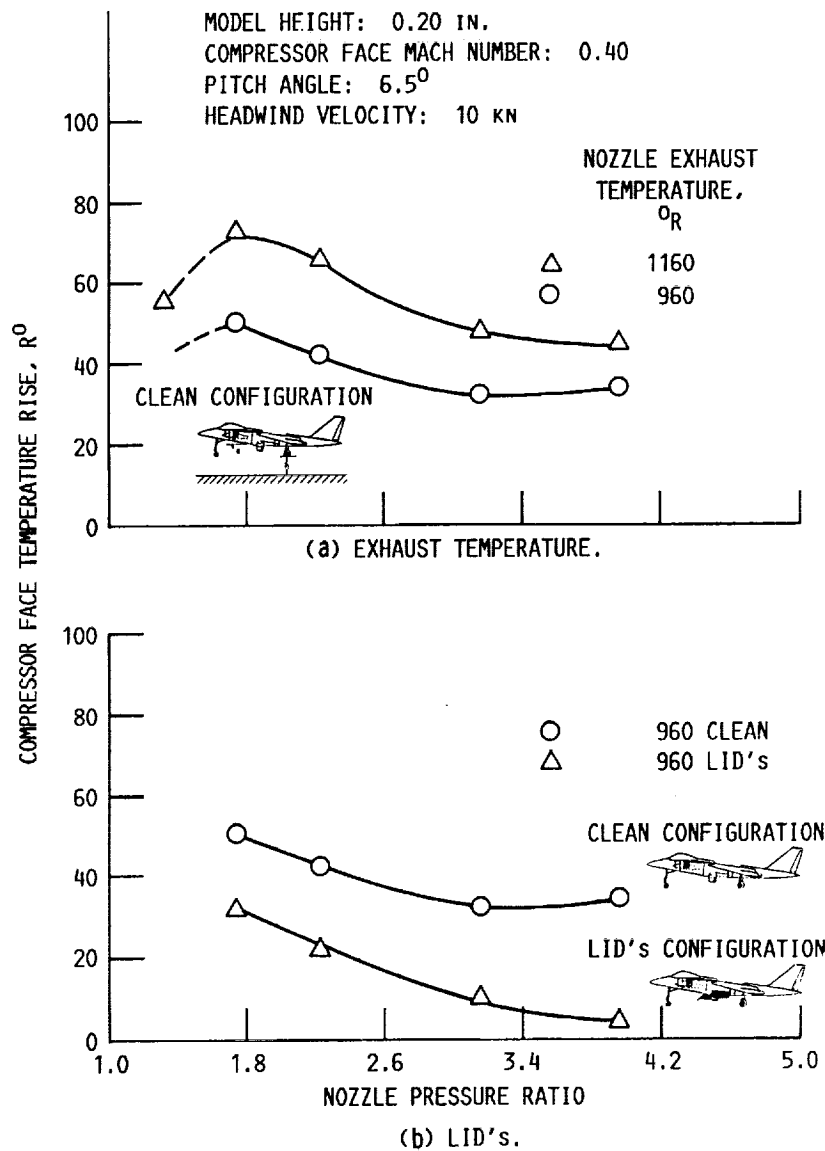 MODEL HEIGHT: 0.20 IN.
COMPRESSOR FACE MACH NUMBER: 0.40
PITCH ANGLE: 6.5⁰
HEADWIND VELOCITY: 10 KN
NOZZLE EXHAUST
TEMPERATURE,
⁰R
△ 1160
○ 960
100
80
60
40
20
0
CLEAN CONFIGURATION
(a) EXHAUST TEMPERATURE.
COMPRESSOR FACE TEMPERATURE RISE, R⁰
100
80
60
40
20
0
○ 960 CLEAN
△ 960 LID's
CLEAN CONFIGURATION
LID's CONFIGURATION
1.0 1.8 2.6 3.4 4.2 5.0
NOZZLE PRESSURE RATIO
(b) LID's.